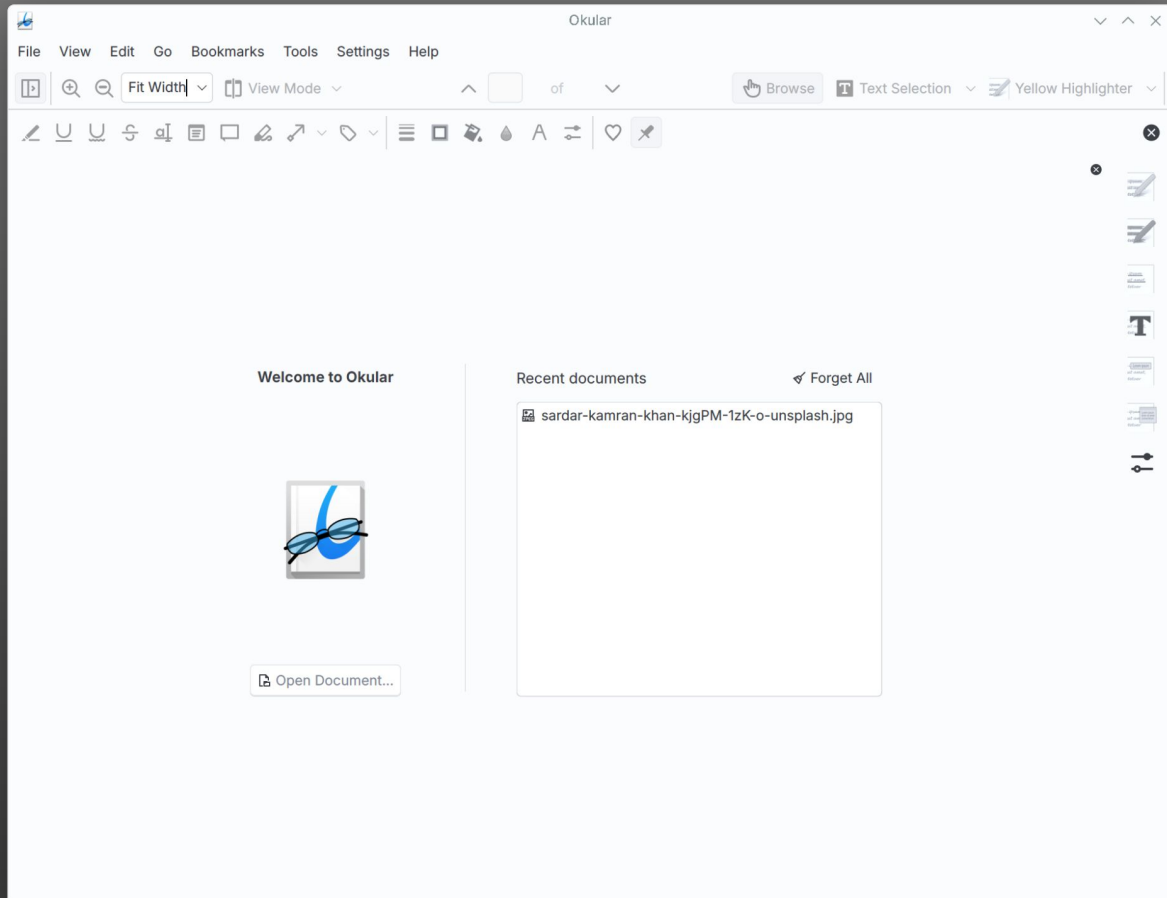 Okular
File View Edit Go Bookmarks Tools Settings Help
Fit Width View Mode of Browse Text Selection Yellow Highlighter
Welcome to Okular
Recent documents Forget All
sardar-kamran-khan-kjgPM-1zK-o-unsplash.jpg
Open Document...